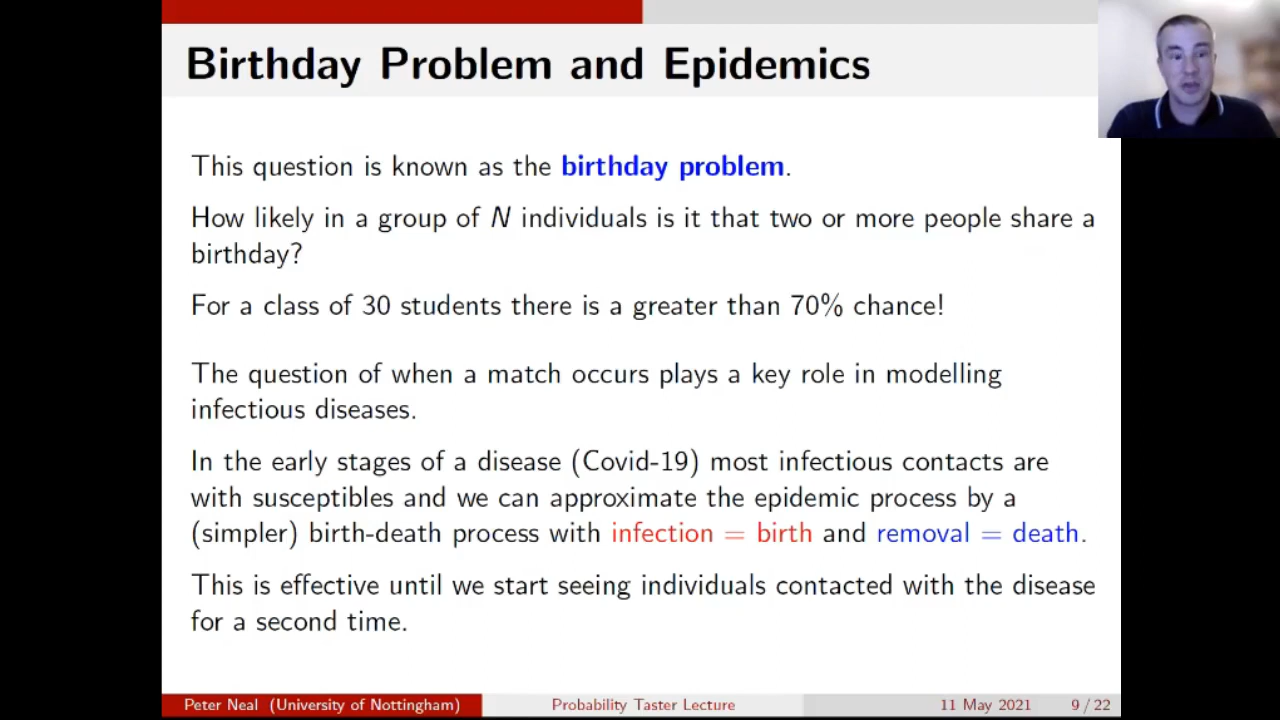 Birthday Problem and Epidemics
This question is known as the birthday problem.
How likely in a group of N individuals is it that two or more people share a
birthday?
For a class of 30 students there is a greater than 70% chance!
The question of when a match occurs plays a key role in modelling
infectious diseases.
In the early stages of a disease (Covid-19) most infectious contacts are
with susceptibles and we can approximate the epidemic process by a
(simpler) birth-death process with infection = birth and removal = death.
This is effective until we start seeing individuals contacted with the disease
for a second time.
Peter Neal (University of Nottingham) Probability Taster Lecture 11 May 2021 9 / 22